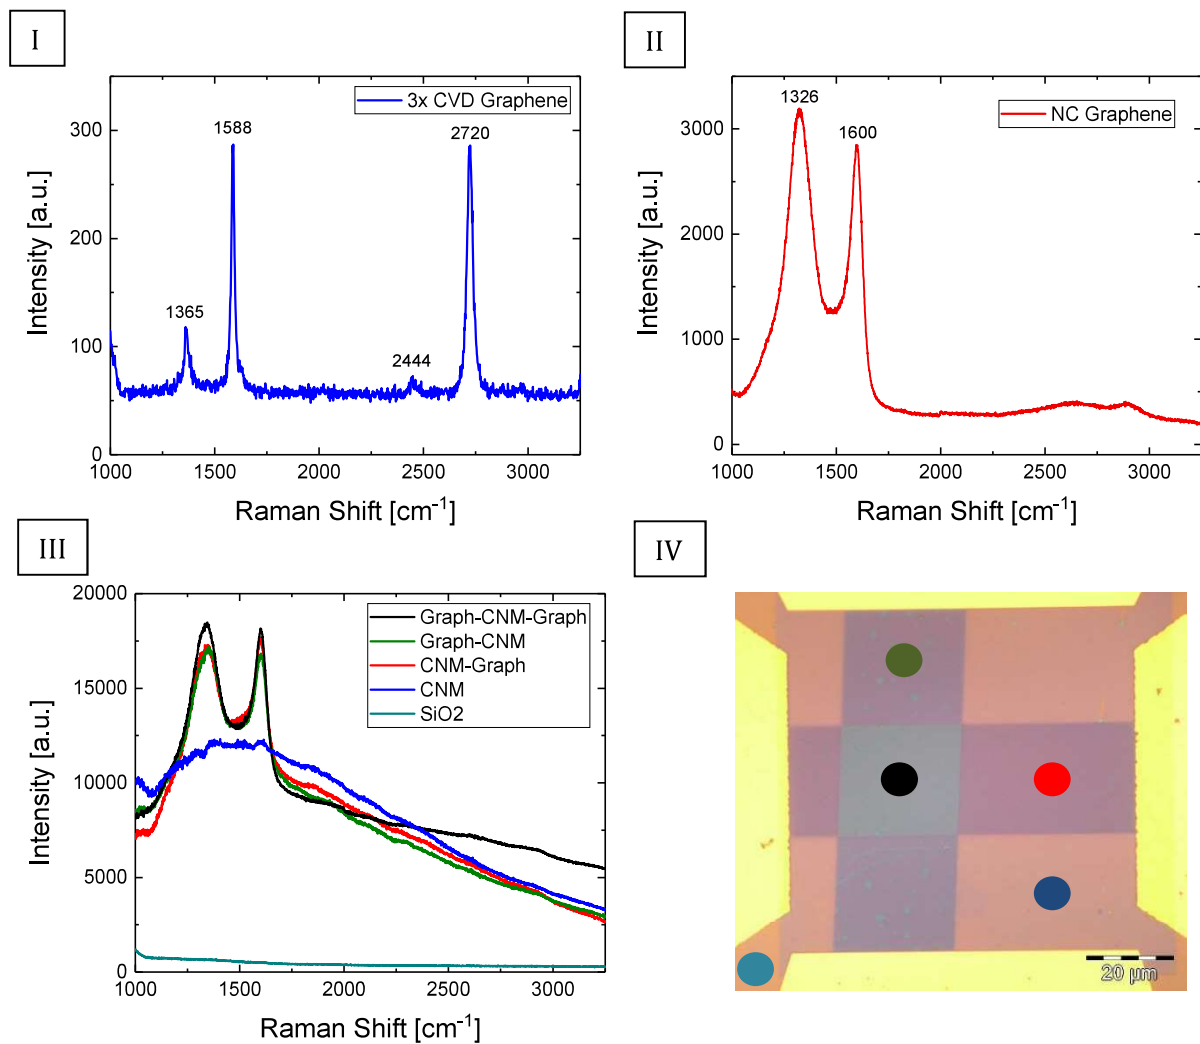 I
350
300
200
100
0
1000 1500 2000 2500 3000
Intensity [a.u.]
Raman Shift [cm-1]
3x CVD Graphene
1365
1588
2444
2720
II
3000
2000
1000
0
1000 1500 2000 2500 3000
Intensity [a.u.]
Raman Shift [cm-1]
NC Graphene
1326
1600
III
20000
15000
10000
5000
0
1000 1500 2000 2500 3000
Intensity [a.u.]
Raman Shift [cm-1]
Graph-CNM-Graph
Graph-CNM
CNM-Graph
CNM
SiO2
IV
20 µm